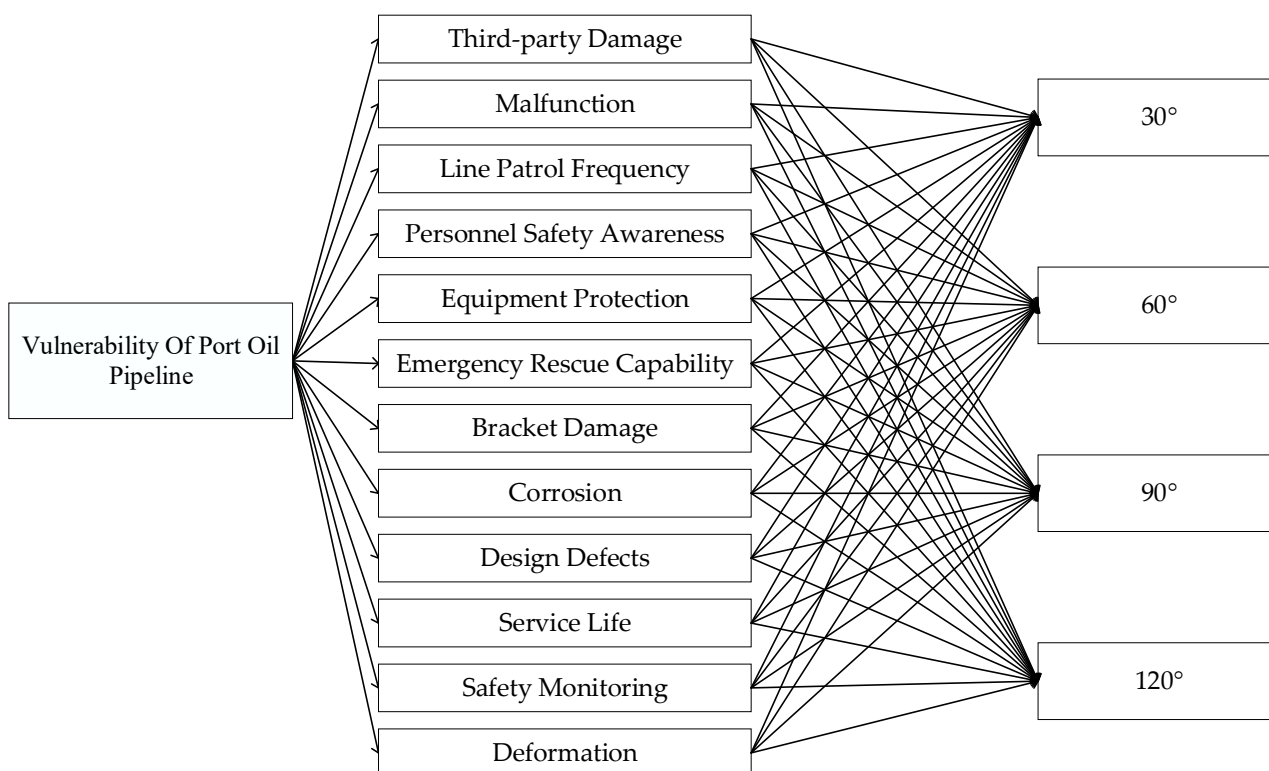 Vulnerability Of Port Oil
Pipeline
Third-party Damage
Malfunction
Line Patrol Frequency
Personnel Safety Awareness
Equipment Protection
Emergency Rescue Capability
Bracket Damage
Corrosion
Design Defects
Service Life
Safety Monitoring
Deformation
30°
60°
90°
120°